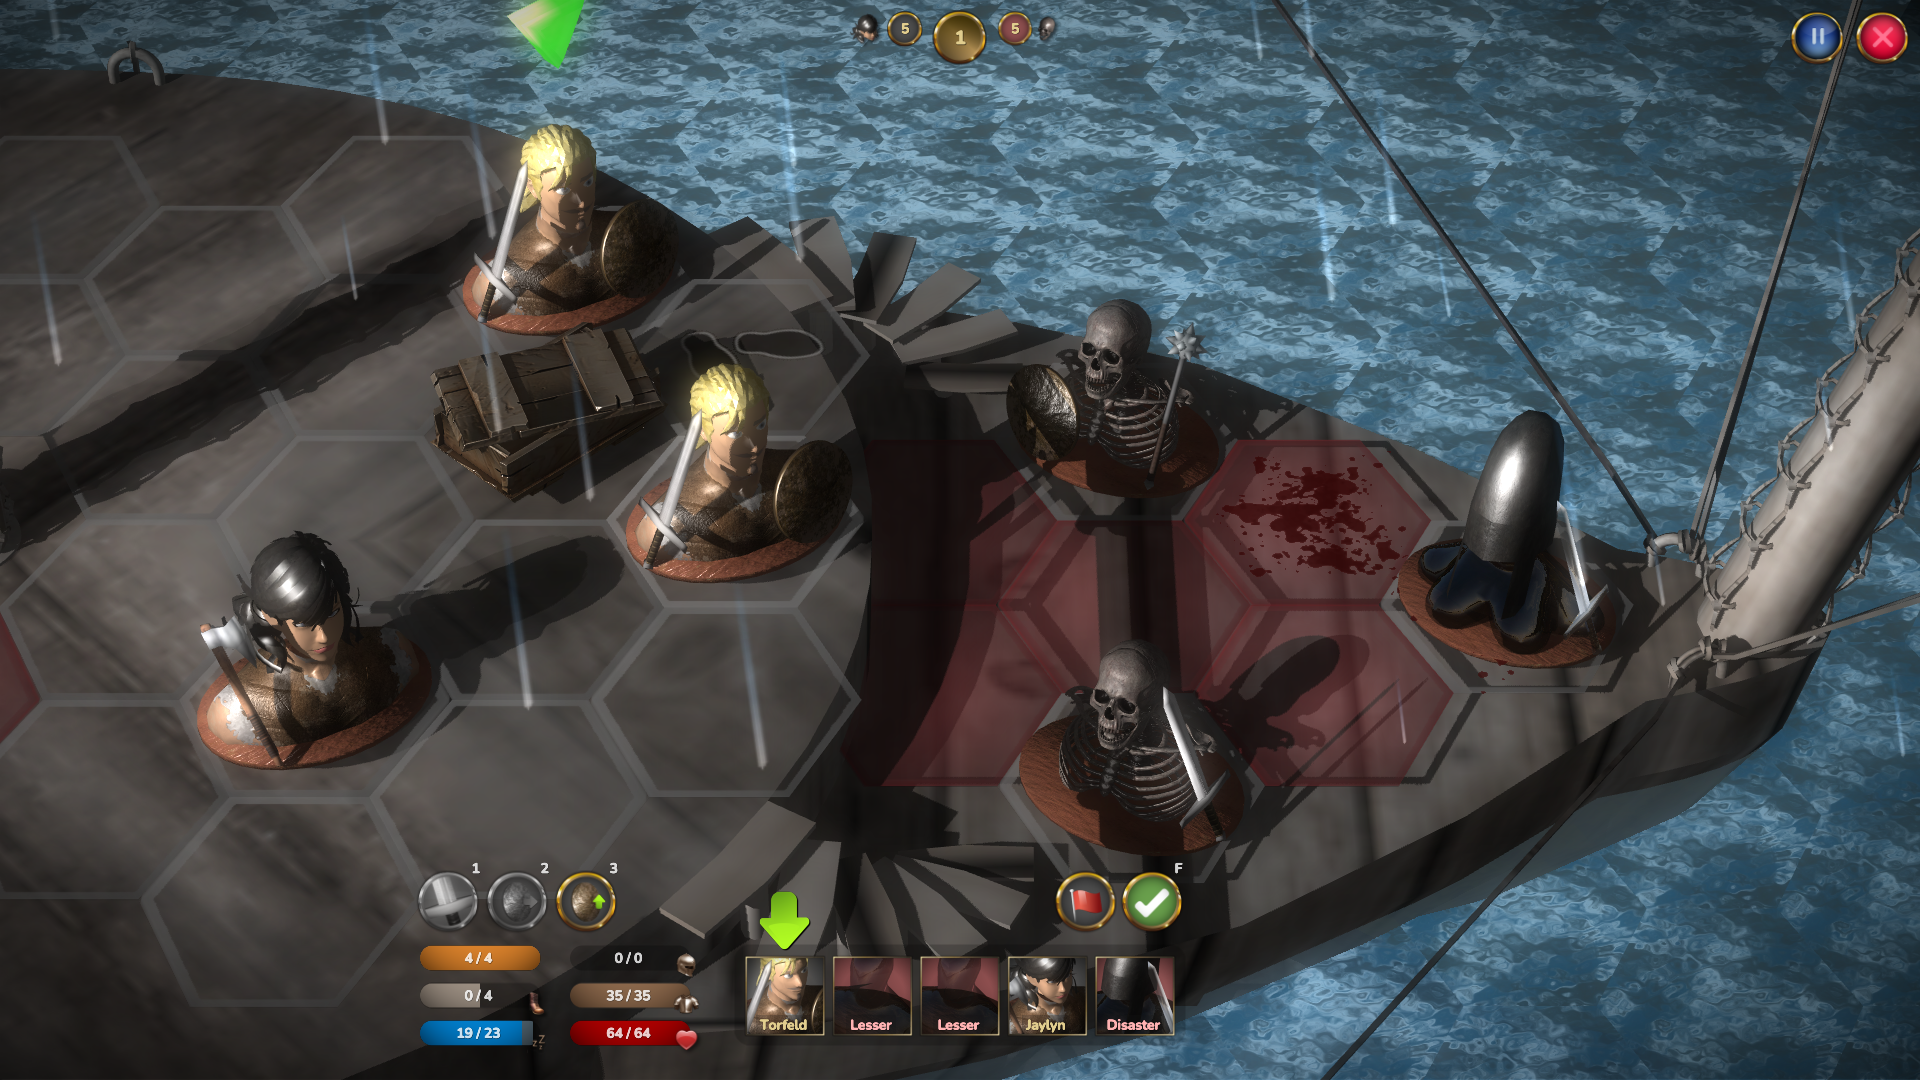 5 1 5
1 2 3 F
4/4 0/0
0/4 35/35
19/23 64/64
zZ
Torfeld Lesser Lesser Jaylyn Disaster